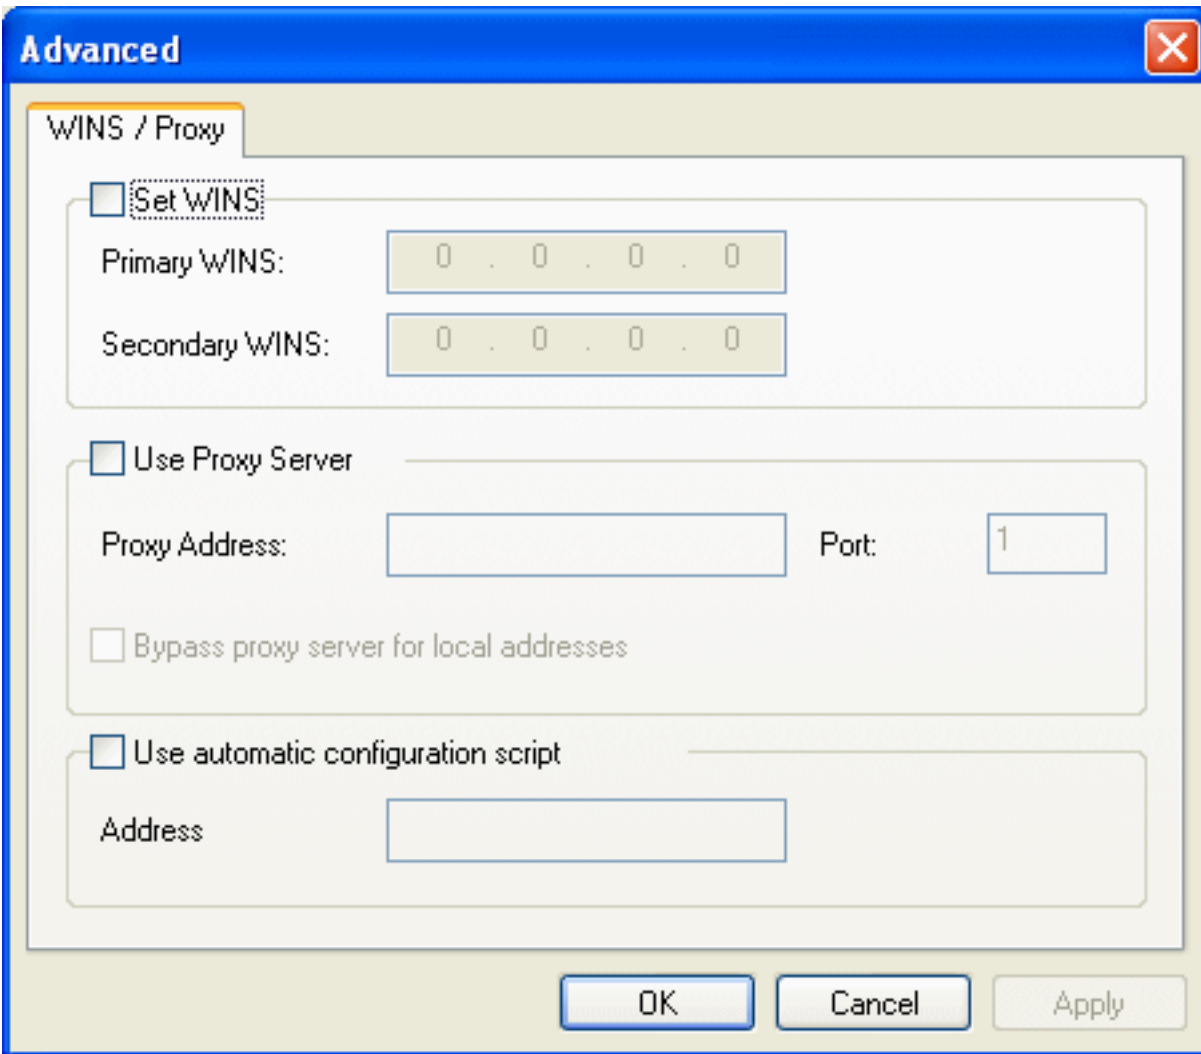 Advanced
WINS / Proxy
Set WINS
Primary WINS: 0 . 0 . 0 . 0
Secondary WINS: 0 . 0 . 0 . 0
Use Proxy Server
Proxy Address: Port: 1
Bypass proxy server for local addresses
Use automatic configuration script
Address
OK Cancel Apply